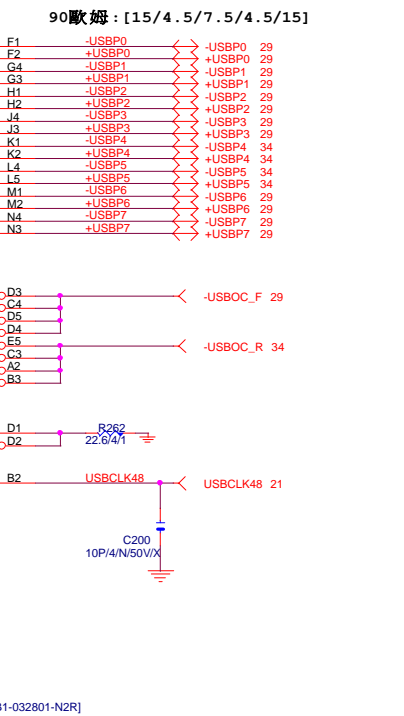 90歐姆:[15/4.5/7.5/4.5/15]
F1 -USBP0 -USBP0 29
F2 +USBP0 +USBP0 29
G4 -USBP1 -USBP1 29
G3 +USBP1 +USBP1 29
H1 -USBP2 -USBP2 29
H2 +USBP2 +USBP2 29
J4 -USBP3 -USBP3 29
J3 +USBP3 +USBP3 29
K1 -USBP4 -USBP4 34
K2 +USBP4 +USBP4 34
L4 -USBP5 -USBP5 34
L5 +USBP5 +USBP5 34
M1 -USBP6 -USBP6 29
M2 +USBP6 +USBP6 29
N4 -USBP7 -USBP7 29
N3 +USBP7 +USBP7 29
D3 -USBOC_F 29
C4
D5
D4
E5 -USBOC_R 34
C3
A2
B3
D1 R262
D2 22.6/4/1
B2 USBCLK48 USBCLK48 21
C200
10P/4/N/50V/X
31-032801-N2R]